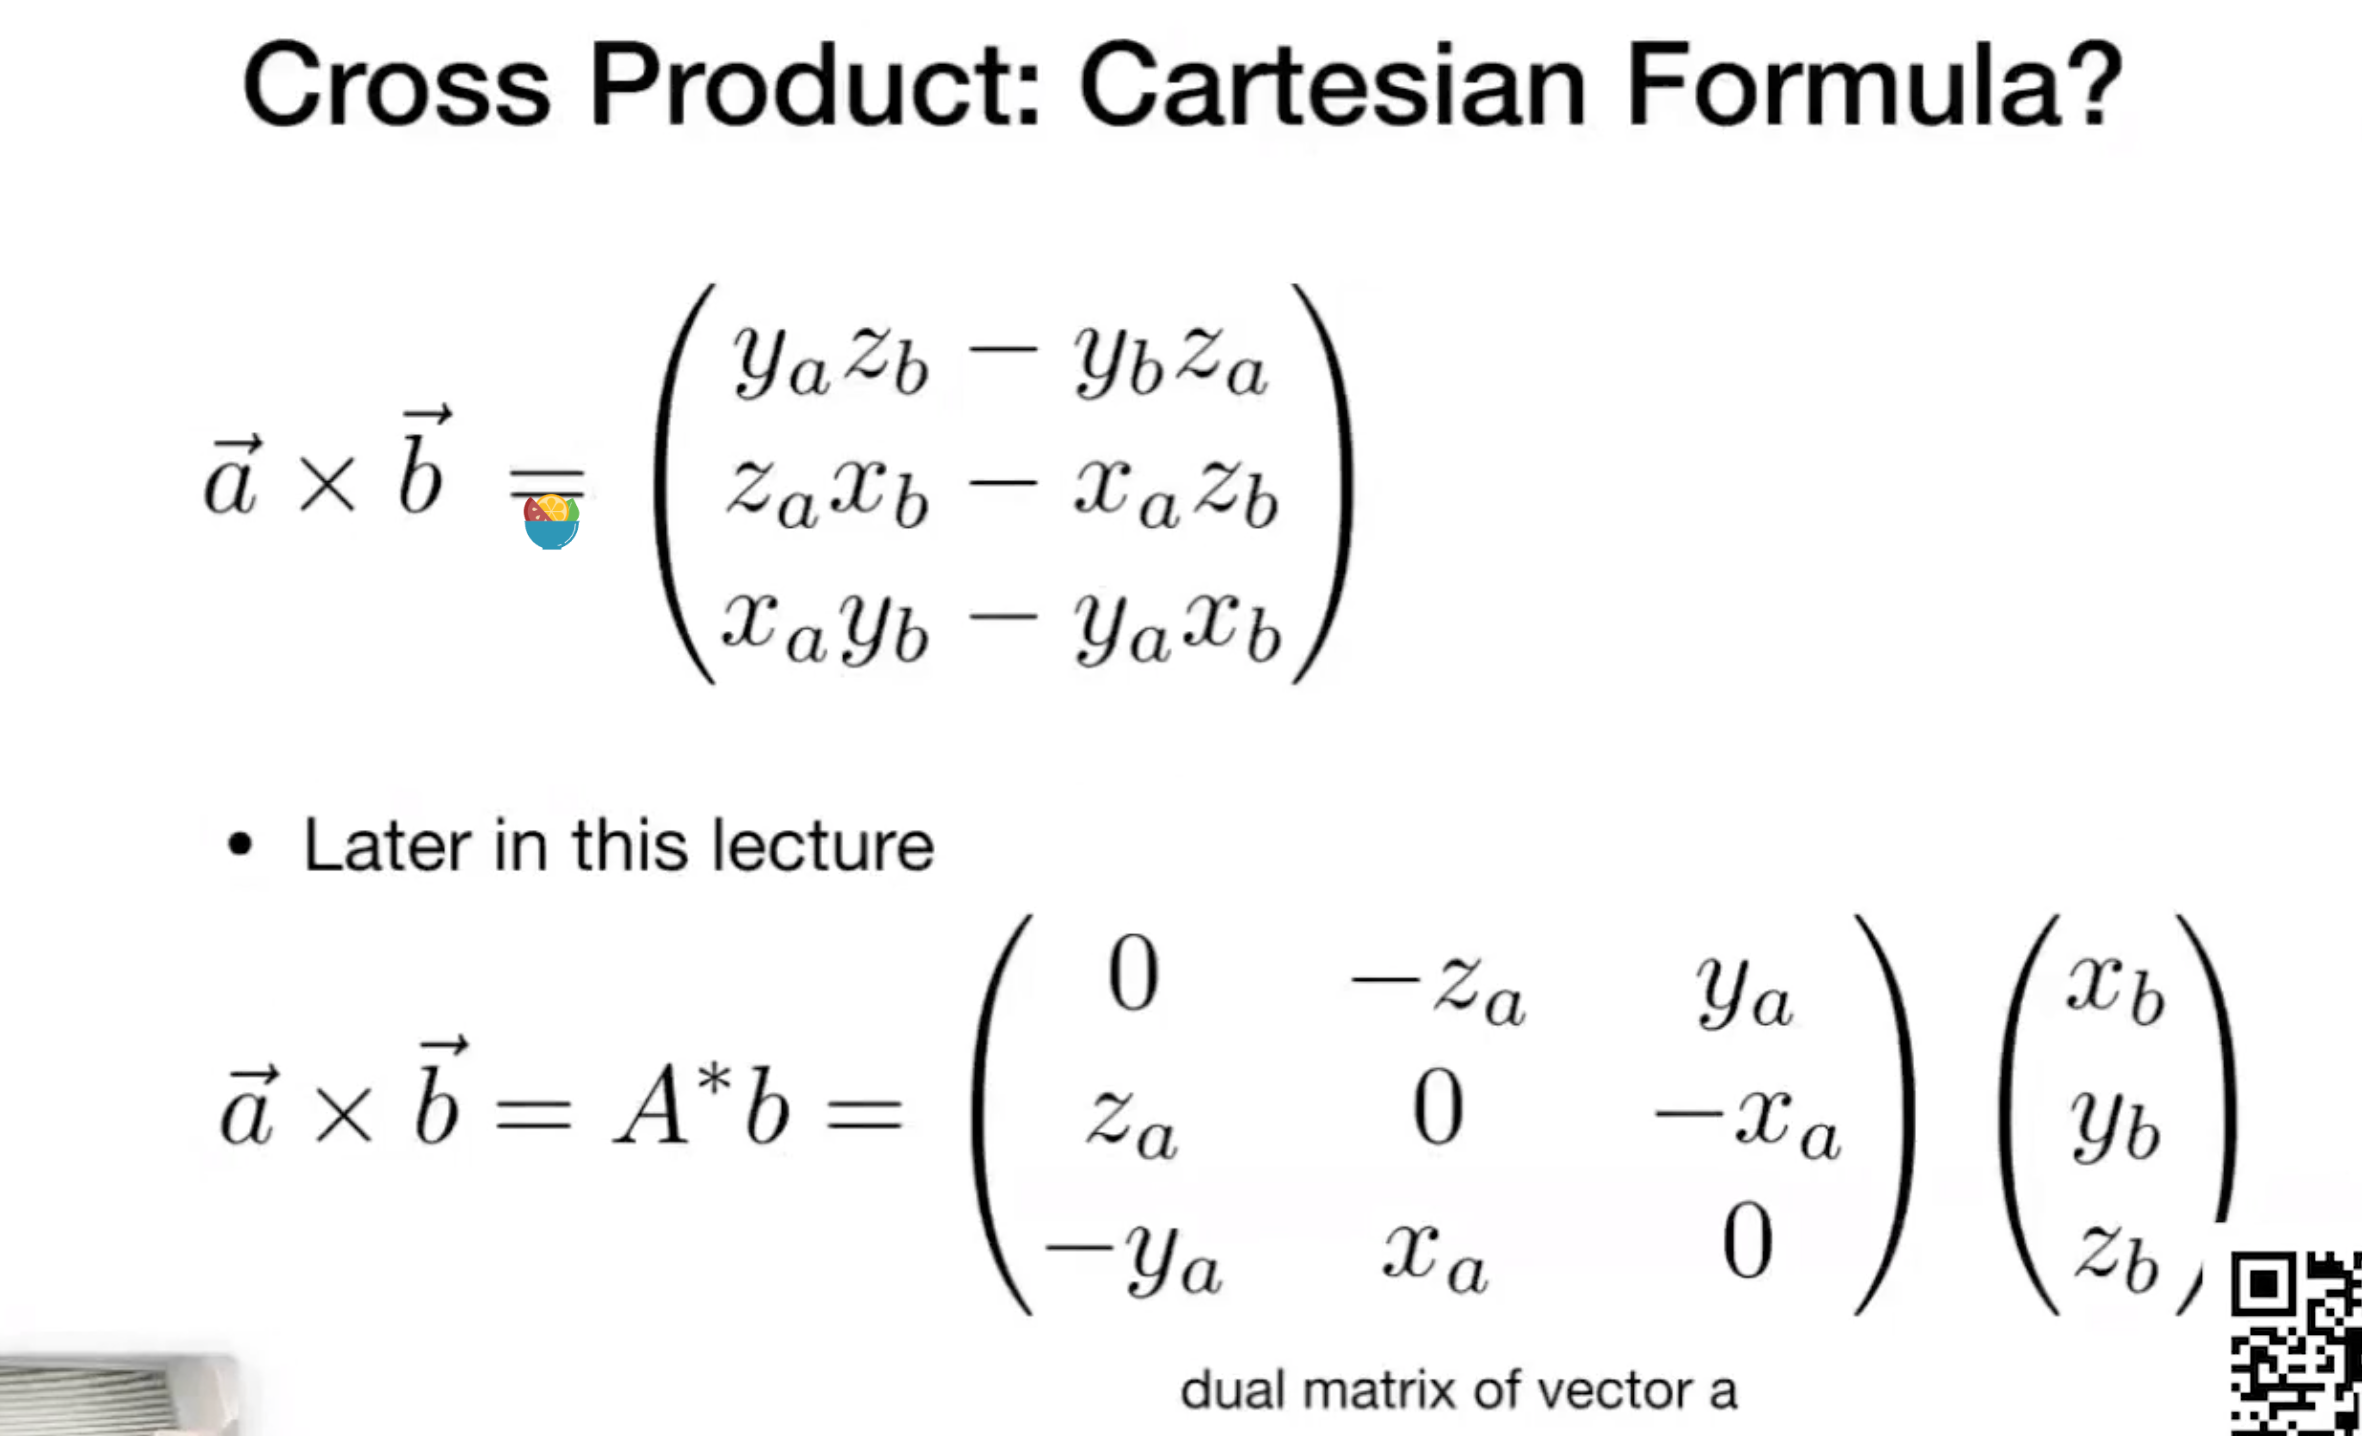 Cross Product: Cartesian Formula?
$\vec{a} \times \vec{b} = \begin{pmatrix} y_a z_b - y_b z_a \\ z_a x_b - x_a z_b \\ x_a y_b - y_a x_b \end{pmatrix}$
• Later in this lecture
$\vec{a} \times \vec{b} = A^* b = \begin{pmatrix} 0 & -z_a & y_a \\ z_a & 0 & -x_a \\ -y_a & x_a & 0 \end{pmatrix} \begin{pmatrix} x_b \\ y_b \\ z_b \end{pmatrix}$
dual matrix of vector a